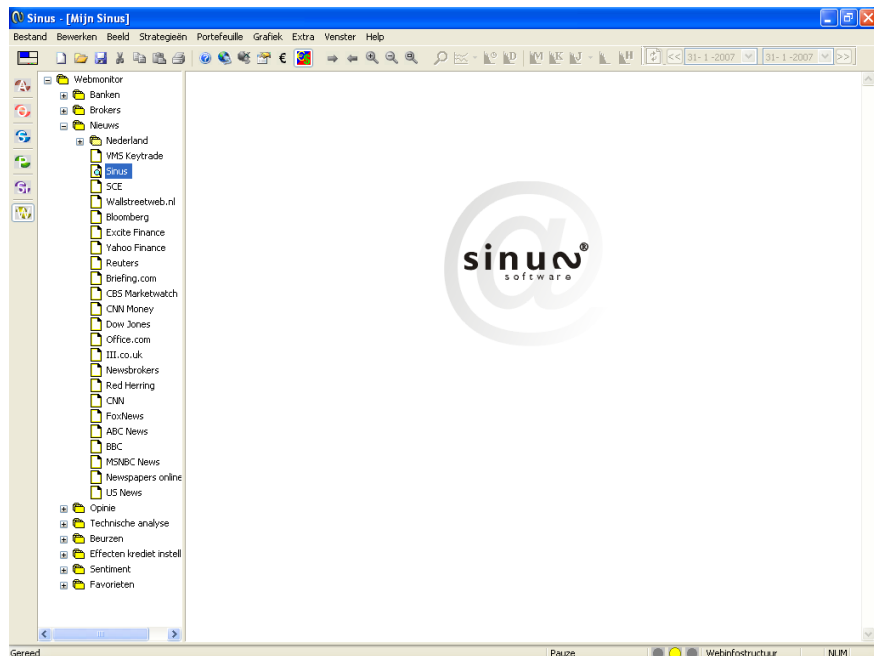 Sinus - [Mijn Sinus]
Bestand Bewerken Beeld Strategieën Portefeuille Grafiek Extra Venster Help
<< 31-1-2007 31-1-2007 >>
Webmonitor
Banken
Brokers
Nieuws
Nederland
VMS Keytrade
Sinus
SCE
Wallstreetweb.nl
Bloomberg
Excite Finance
Yahoo Finance
Reuters
Briefing.com
CBS Marketwatch
CNN Money
Dow Jones
Office.com
III.co.uk
Newsbrokers
Red Herring
CNN
FoxNews
ABC News
BBC
MSNBC News
Newspapers online
US News
Opinie
Technische analyse
Beurzen
Effecten krediet instell
Sentiment
Favorieten
@
sinus®
software
Gereed Pauze Webinfostructuur NUM